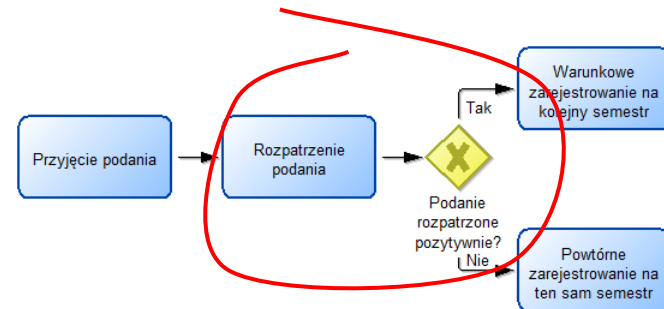 Przyjęcie podania
Rozpatrzenie
podania
Tak
Podanie
rozpatrzone
pozytywnie?
Nie
Warunkowe
zarejestrowanie na
kolejny semestr
Powtórne
zarejestrowanie na
ten sam semestr